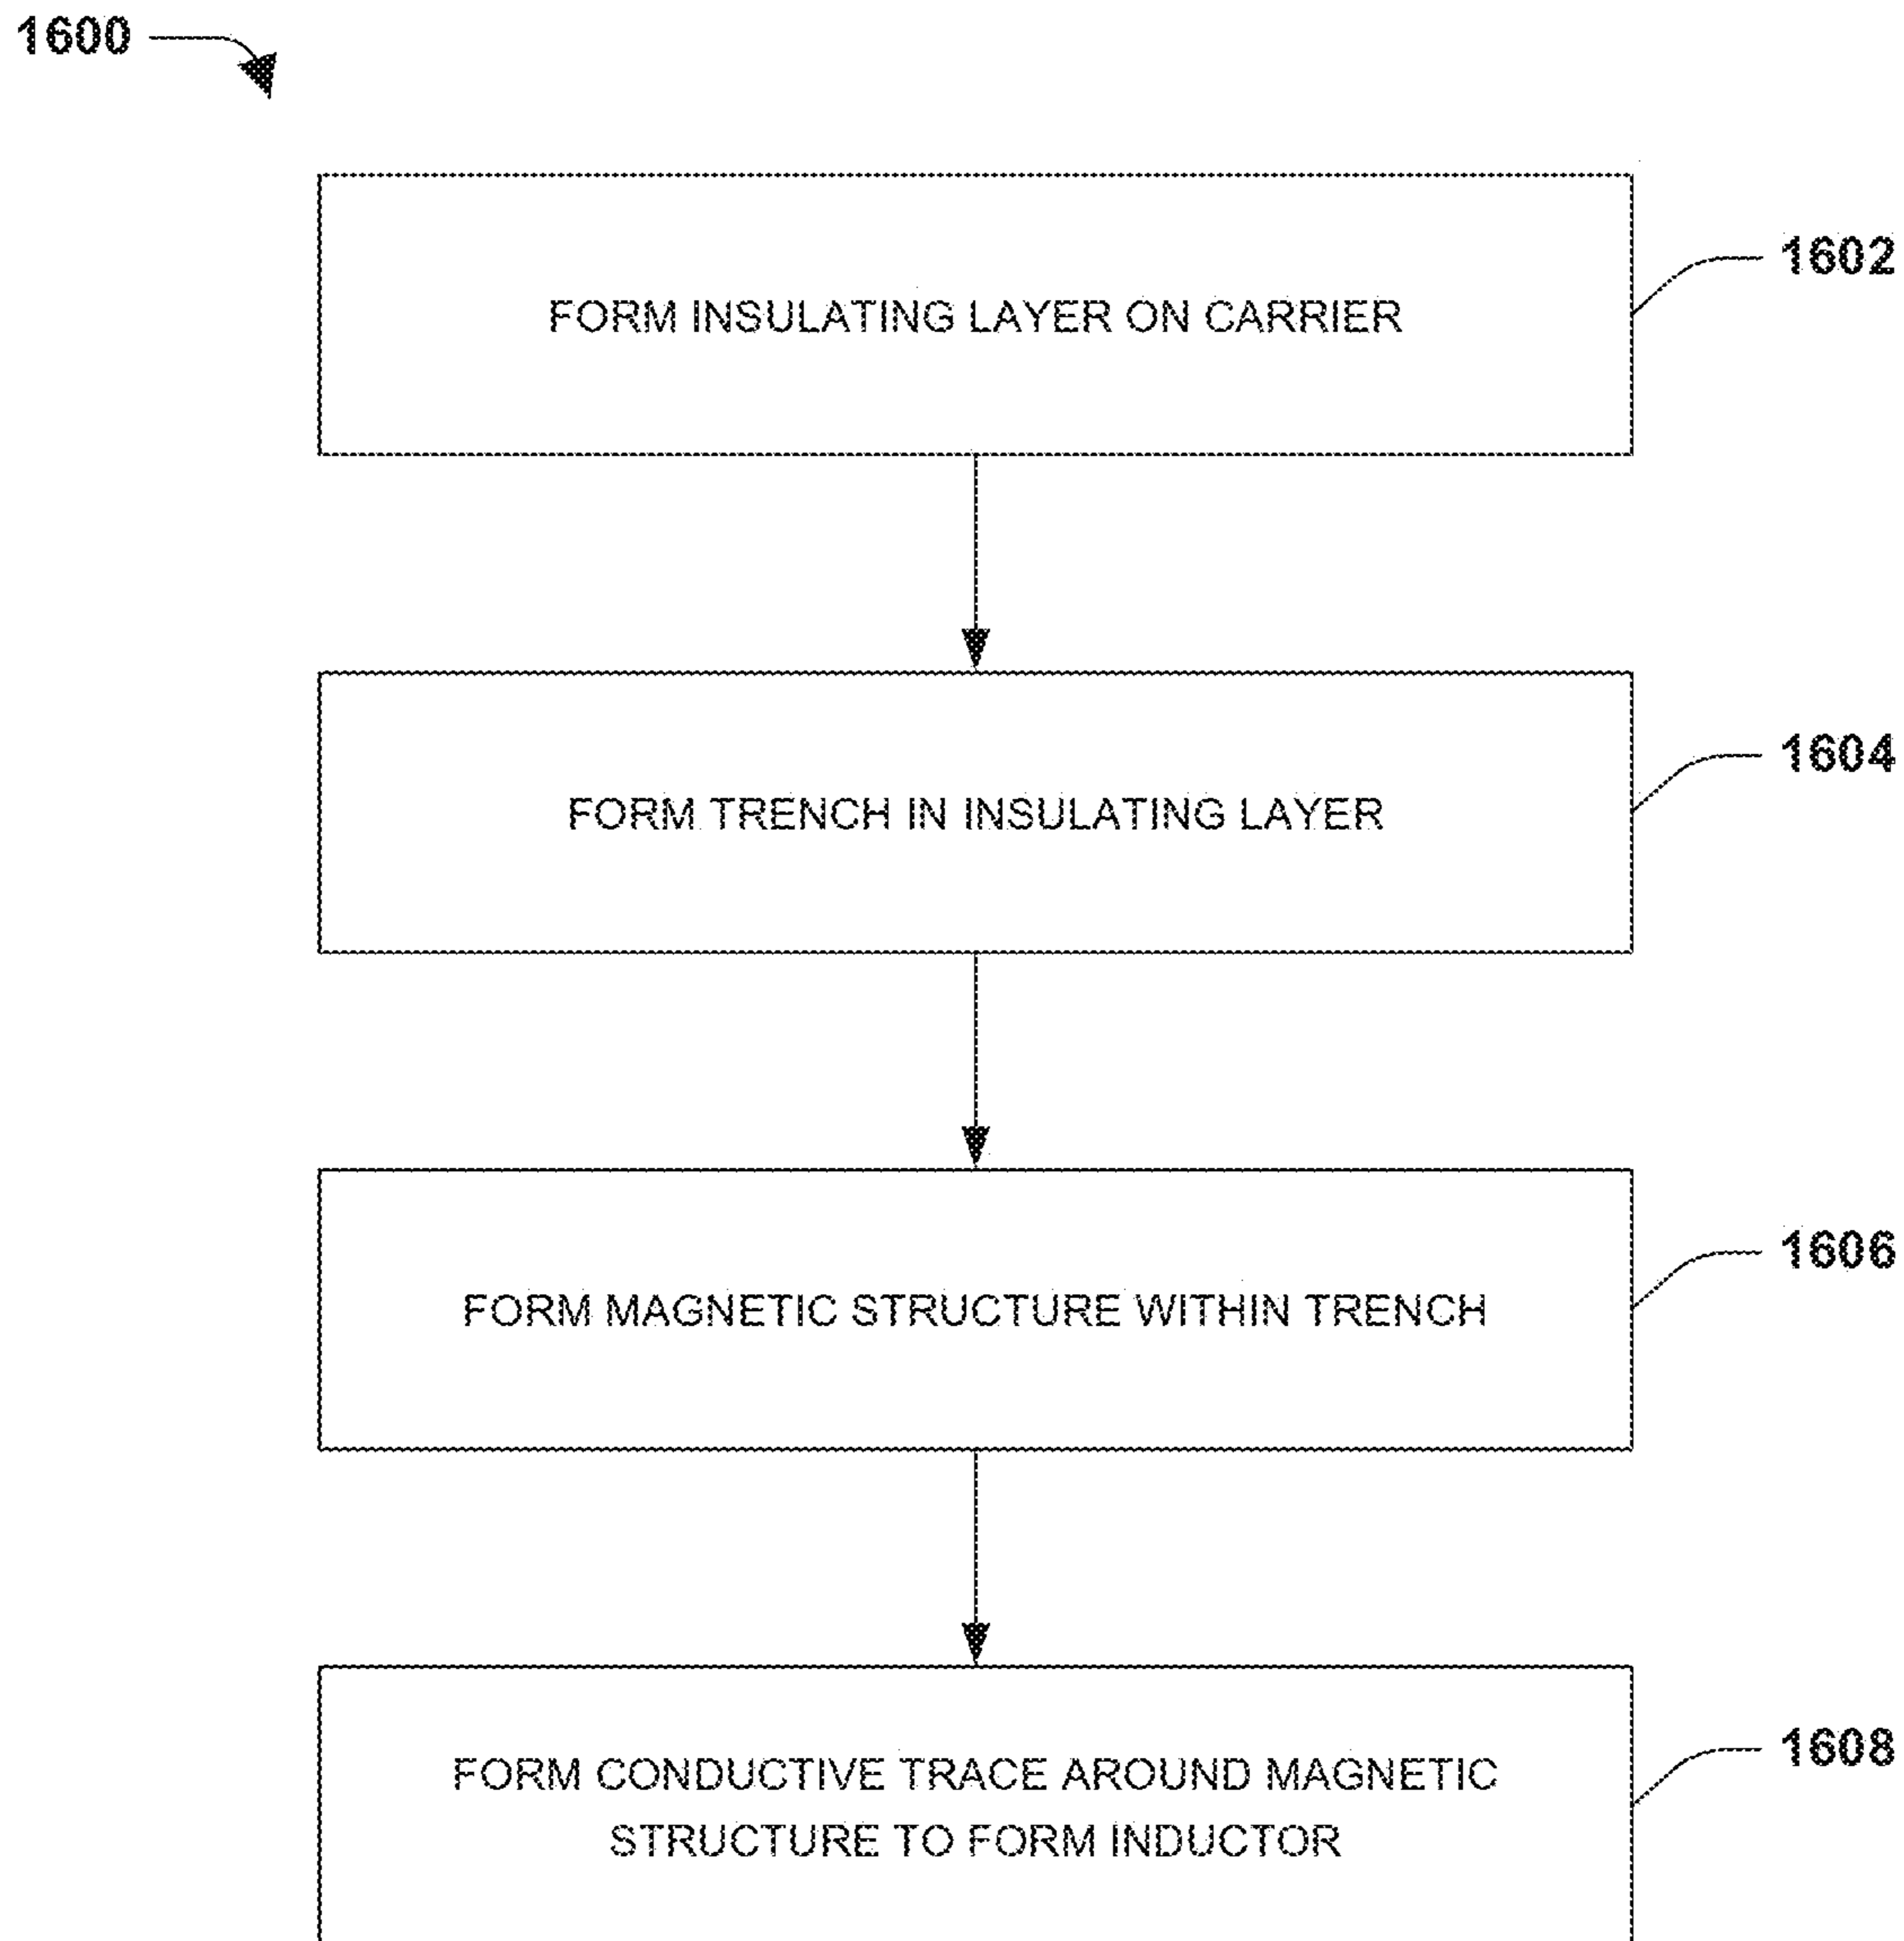 1600
FORM INSULATING LAYER ON CARRIER
1602
FORM TRENCH IN INSULATING LAYER
1604
FORM MAGNETIC STRUCTURE WITHIN TRENCH
1606
FORM CONDUCTIVE TRACE AROUND MAGNETIC
STRUCTURE TO FORM INDUCTOR
1608